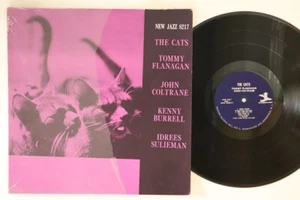 NEW JAZZ 8217
THE CATS
TOMMY
FLANAGAN
JOHN
COLTRANE
KENNY
BURRELL
IDREES
SULIEMAN
THE CATS